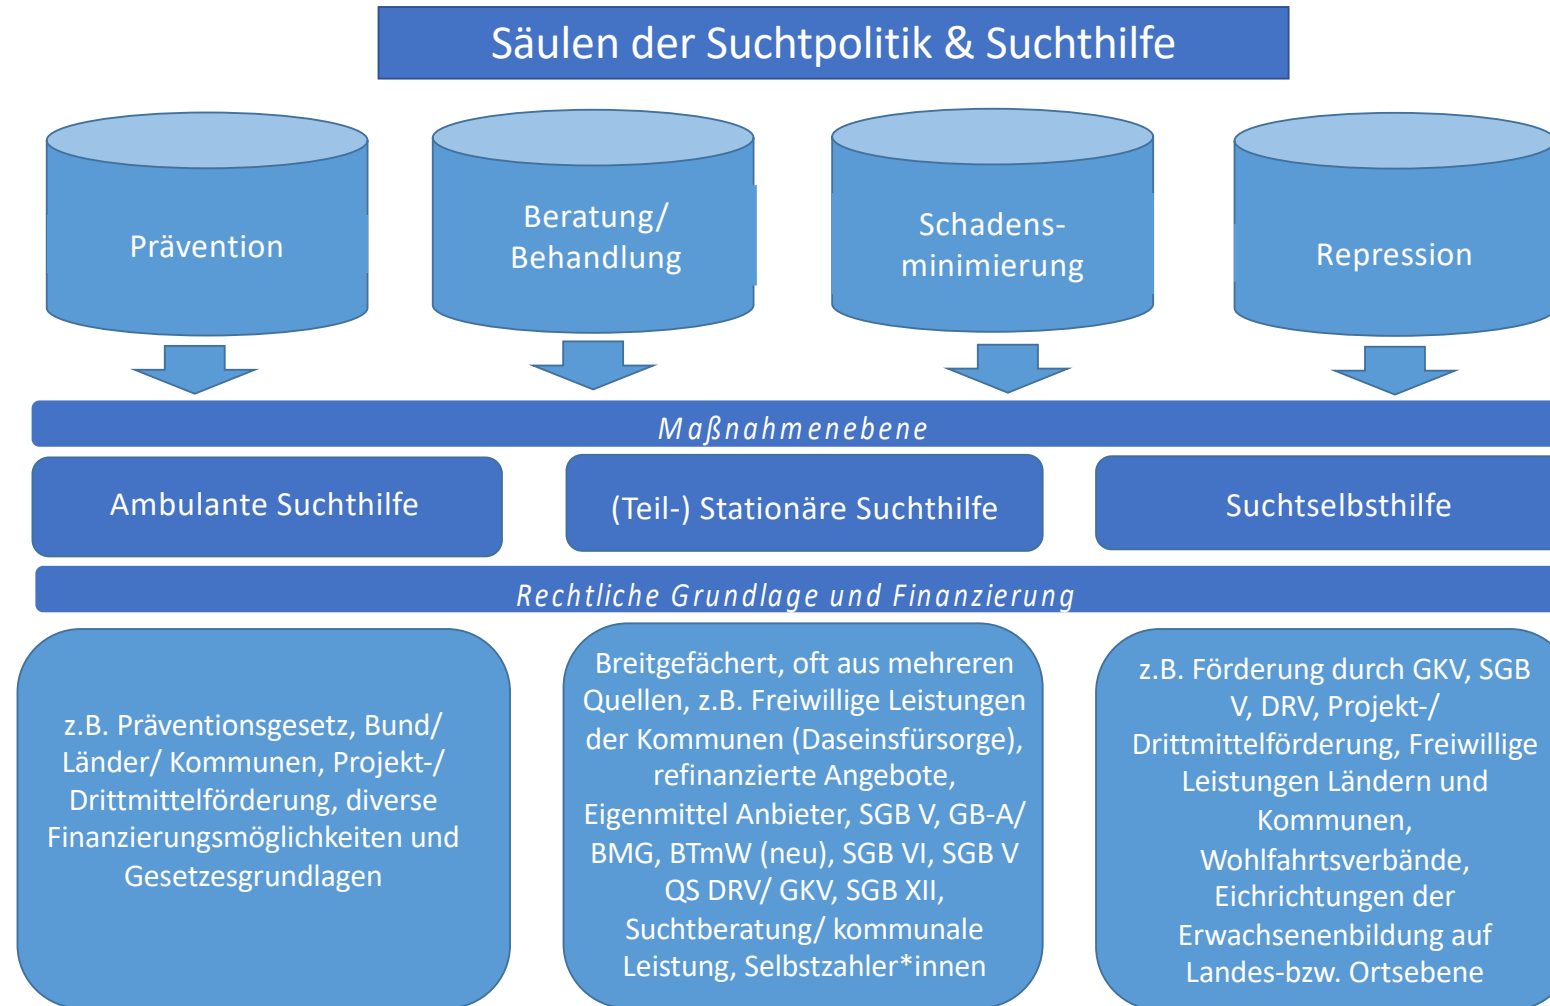 Säulen der Suchtpolitik & Suchthilfe
Prävention
Beratung/
Behandlung
Schadens-
minimierung
Repression
Maßnahmenebene
Ambulante Suchthilfe
(Teil-) Stationäre Suchthilfe
Suchtselbsthilfe
Rechtliche Grundlage und Finanzierung
z.B. Präventionsgesetz, Bund/
Länder/ Kommunen, Projekt-/
Drittmittelförderung, diverse
Finanzierungsmöglichkeiten und
Gesetzesgrundlagen
Breitgefächert, oft aus mehreren
Quellen, z.B. Freiwillige Leistungen
der Kommunen (Daseinsfürsorge),
refinanzierte Angebote,
Eigenmittel Anbieter, SGB V, GB-A/
BMG, BTmW (neu), SGB VI, SGB V
QS DRV/ GKV, SGB XII,
Suchtberatung/ kommunale
Leistung, Selbstzahler*innen
z.B. Förderung durch GKV, SGB
V, DRV, Projekt-/
Drittmittelförderung, Freiwillige
Leistungen Ländern und
Kommunen,
Wohlfahrtsverbände,
Eichrichtungen der
Erwachsenenbildung auf
Landes-bzw. Ortsebene